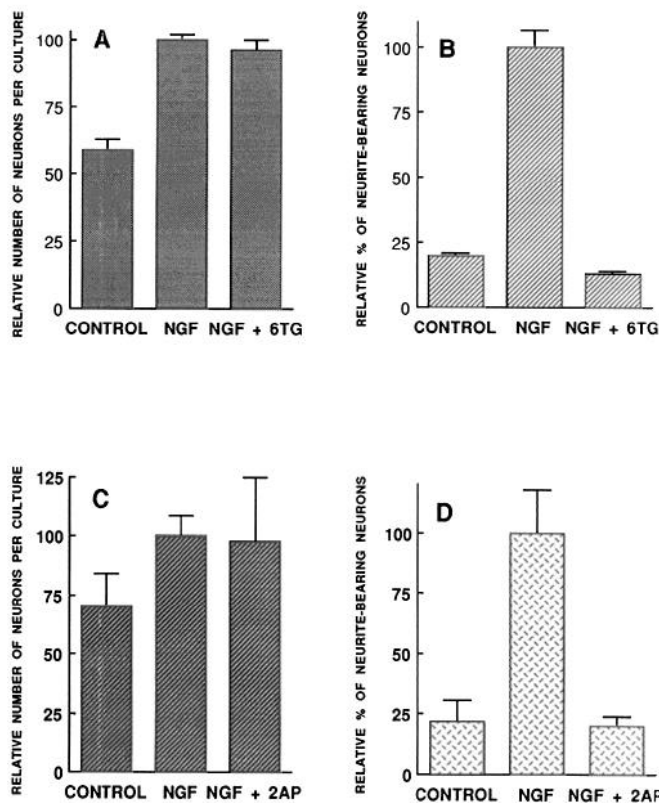 A
RELATIVE NUMBER OF NEURONS PER CULTURE
100
75
50
25
0
CONTROL NGF NGF + 6TG
B
RELATIVE % OF NEURITE-BEARING NEURONS
100
75
50
25
0
CONTROL NGF NGF + 6TG
C
RELATIVE NUMBER OF NEURONS PER CULTURE
125
100
75
50
25
0
CONTROL NGF NGF + 2AP
D
RELATIVE % OF NEURITE-BEARING NEURONS
100
75
50
25
0
CONTROL NGF NGF + 2AP